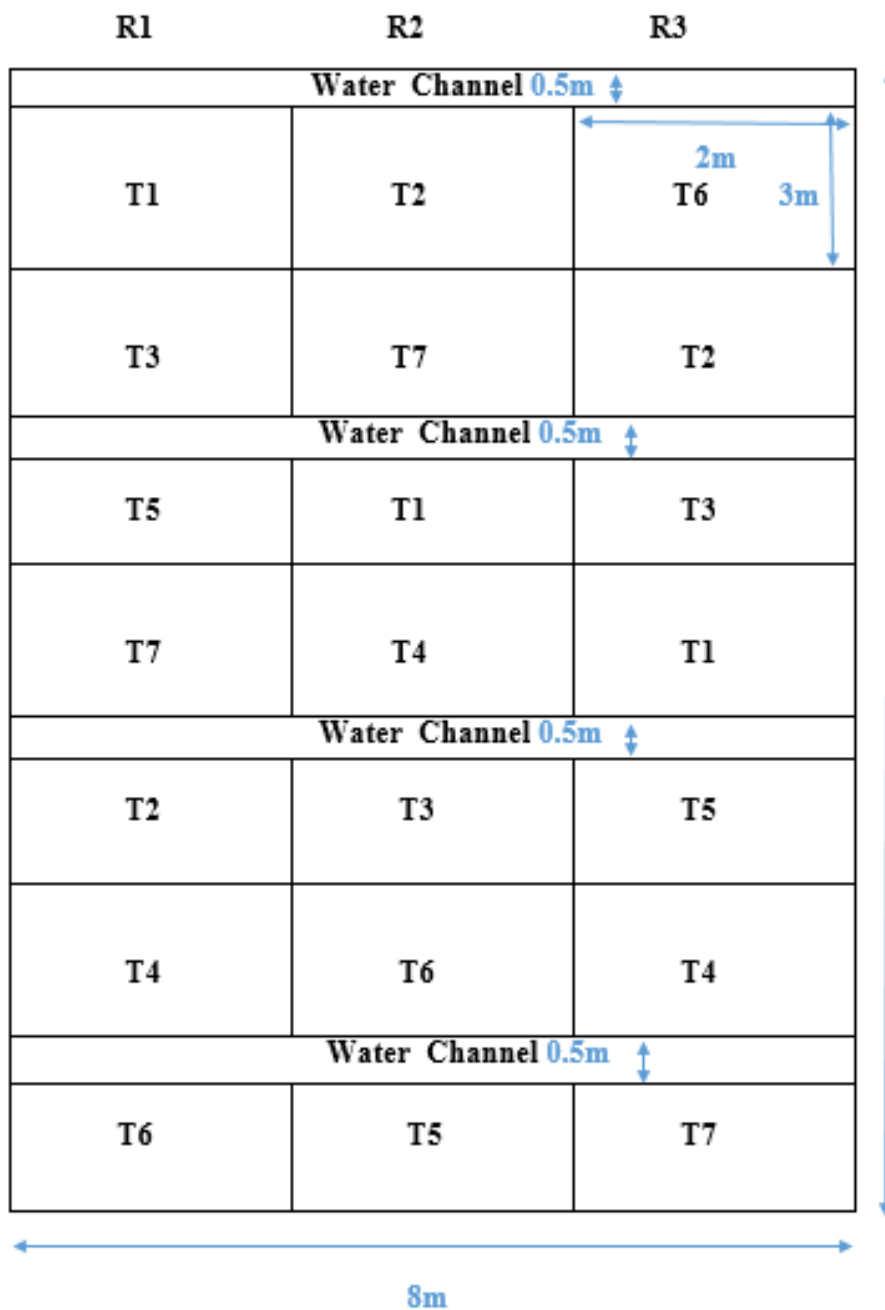 R1 R2 R3
Water Channel 0.5m
2m
T1 T2 T6 3m
T3 T7 T2
Water Channel 0.5m
T5 T1 T3
T7 T4 T1
Water Channel 0.5m
T2 T3 T5
T4 T6 T4
Water Channel 0.5m
T6 T5 T7
8m